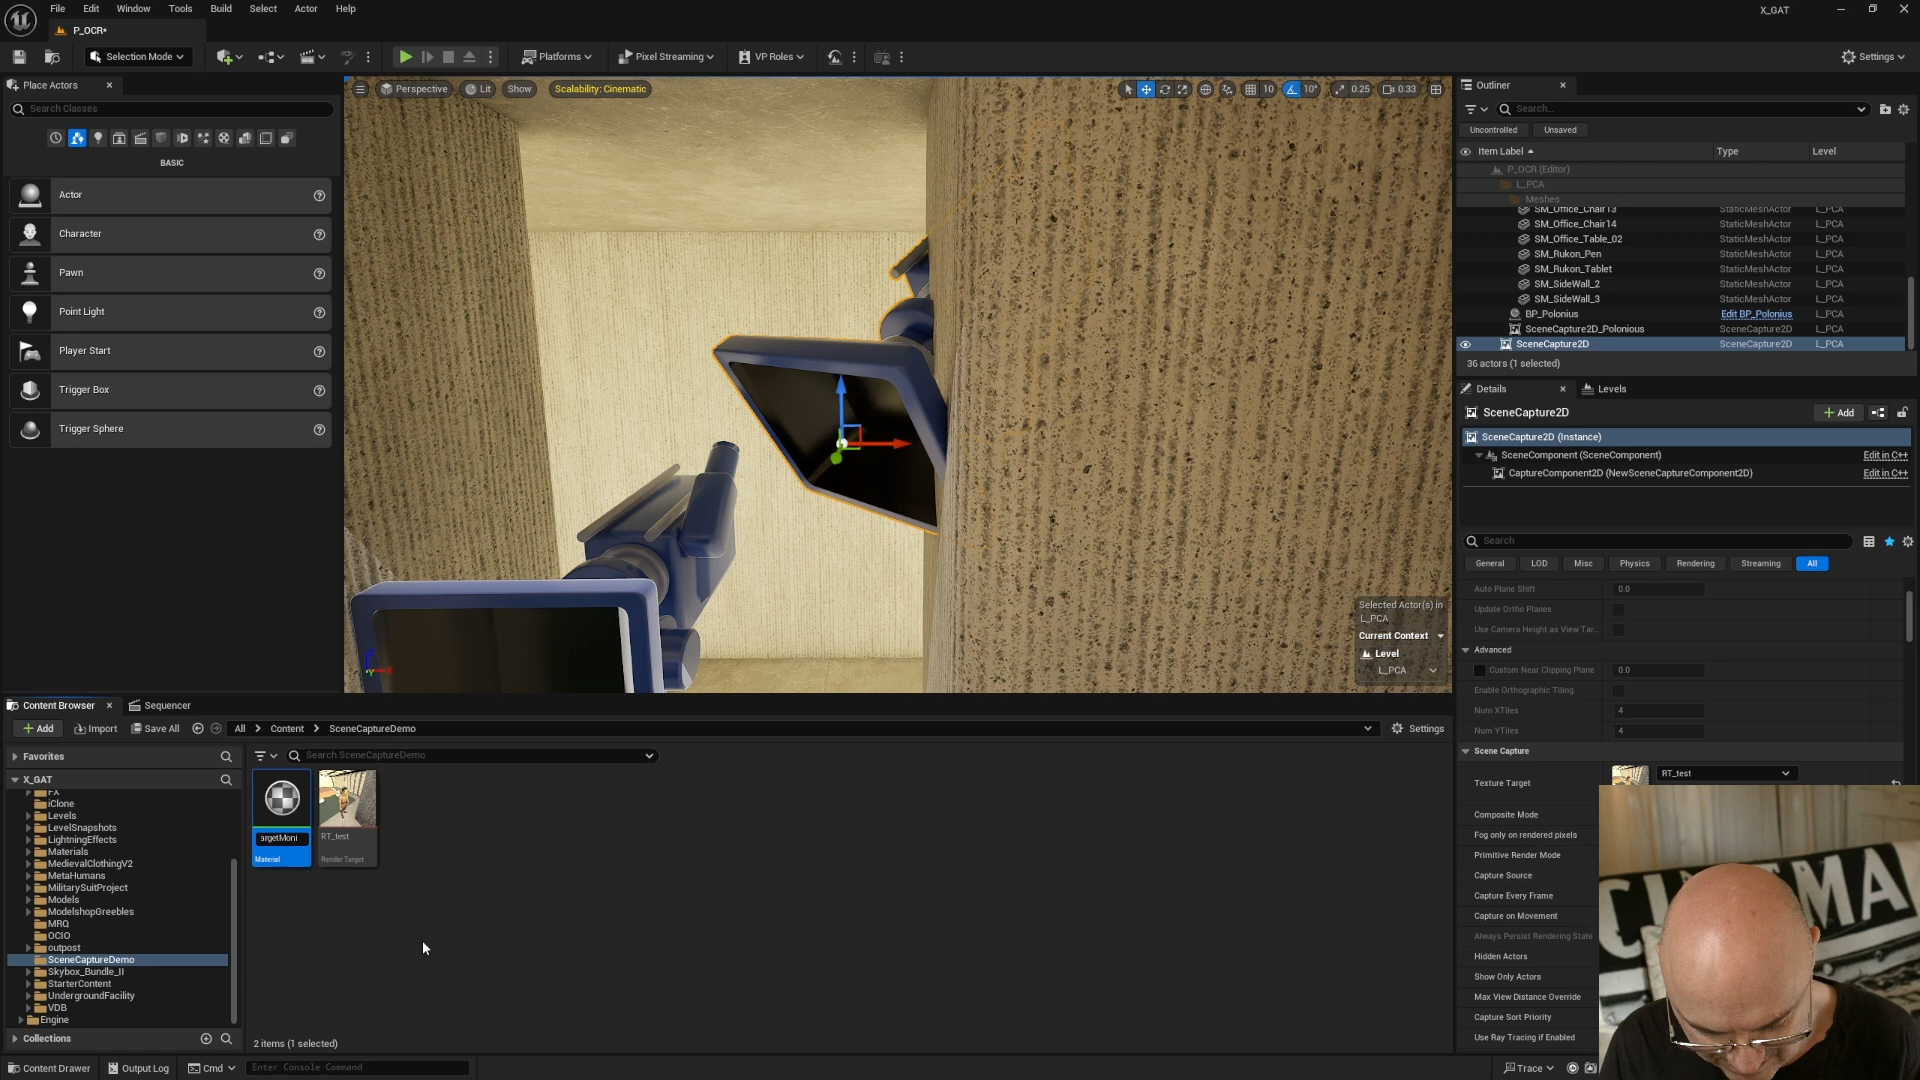 File Edit Window Tools Build Select Actor Help
X_GAT
P_OCR*
Selection Mode
Platforms
Pixel Streaming
VP Roles
Settings
Place Actors
Search Classes
BASIC
Actor
Character
Pawn
Point Light
Player Start
Trigger Box
Trigger Sphere
Perspective
Lit
Show
Scalability: Cinematic
10
10°
0.25
0.33
Selected Actor(s) in
L_PCA
Current Context
Level
L_PCA
Outliner
Search...
Uncontrolled
Unsaved
Item Label
Type
Level
P_OCR (Editor)
L_PCA
Meshes
SM_Office_Chair13 StaticMeshActor L_PCA
SM_Office_Chair14 StaticMeshActor L_PCA
SM_Office_Table_02 StaticMeshActor L_PCA
SM_Rukon_Pen StaticMeshActor L_PCA
SM_Rukon_Tablet StaticMeshActor L_PCA
SM_SideWall_2 StaticMeshActor L_PCA
SM_SideWall_3 StaticMeshActor L_PCA
BP_Polonius Edit BP_Polonius L_PCA
SceneCapture2D_Polonious SceneCapture2D L_PCA
SceneCapture2D SceneCapture2D L_PCA
36 actors (1 selected)
Details
Levels
SceneCapture2D
Add
SceneCapture2D (Instance)
SceneComponent (SceneComponent) Edit in C++
CaptureComponent2D (NewSceneCaptureComponent2D) Edit in C++
Search
General LOD Misc Physics Rendering Streaming All
Auto Plane Shift 0.0
Update Ortho Planes
Use Camera Height as View Tar...
Advanced
Custom Near Clipping Plane 0.0
Enable Orthographic Tiling
Num XTiles 4
Num YTiles 4
Scene Capture
Texture Target
RT_test
Composite Mode
Fog only on rendered pixels
Primitive Render Mode
Capture Source
Capture Every Frame
Capture on Movement
Always Persist Rendering State
Hidden Actors
Show Only Actors
Max View Distance Override
Capture Sort Priority
Use Ray Tracing if Enabled
CINEMA
Content Browser
Sequencer
Add
Import
Save All
All
Content
SceneCaptureDemo
Settings
Favorites
X_GAT
FX
iClone
Levels
LevelSnapshots
LightningEffects
Materials
MedievalClothingV2
MetaHumans
MilitarySuitProject
Models
ModelshopGreebles
MRQ
OCIO
outpost
SceneCaptureDemo
Skybox_Bundle_II
StarterContent
UndergroundFacility
VDB
Engine
Collections
Search SceneCaptureDemo
argetMoni
Material
RT_test
Render Target
2 items (1 selected)
Content Drawer
Output Log
Cmd
Enter Console Command
Trace